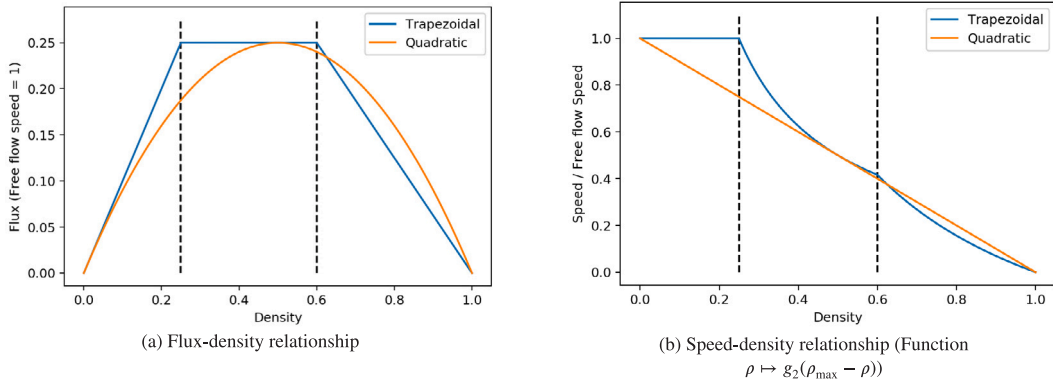 Trapezoidal
Quadratic
Flux (Free flow speed = 1)
0.25
0.20
0.15
0.10
0.05
0.00
0.0 0.2 0.4 0.6 0.8 1.0
Density
(a) Flux-density relationship
Trapezoidal
Quadratic
Speed / Free flow Speed
1.0
0.8
0.6
0.4
0.2
0.0
0.0 0.2 0.4 0.6 0.8 1.0
Density
(b) Speed-density relationship (Function
ρ ↦ g₂(ρmax − ρ))